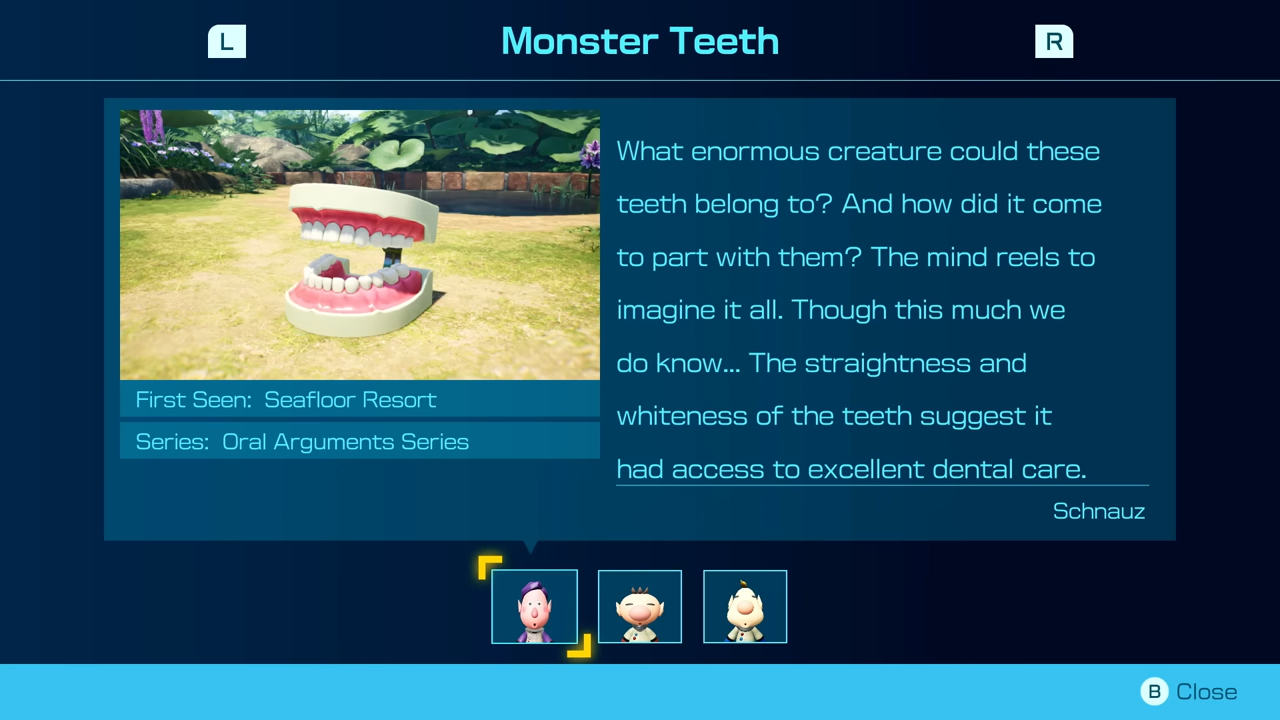 L
Monster Teeth
R
What enormous creature could these
teeth belong to? And how did it come
to part with them? The mind reels to
imagine it all. Though this much we
do know... The straightness and
whiteness of the teeth suggest it
had access to excellent dental care.
First Seen: Seafloor Resort
Series: Oral Arguments Series
Schnauz
B Close